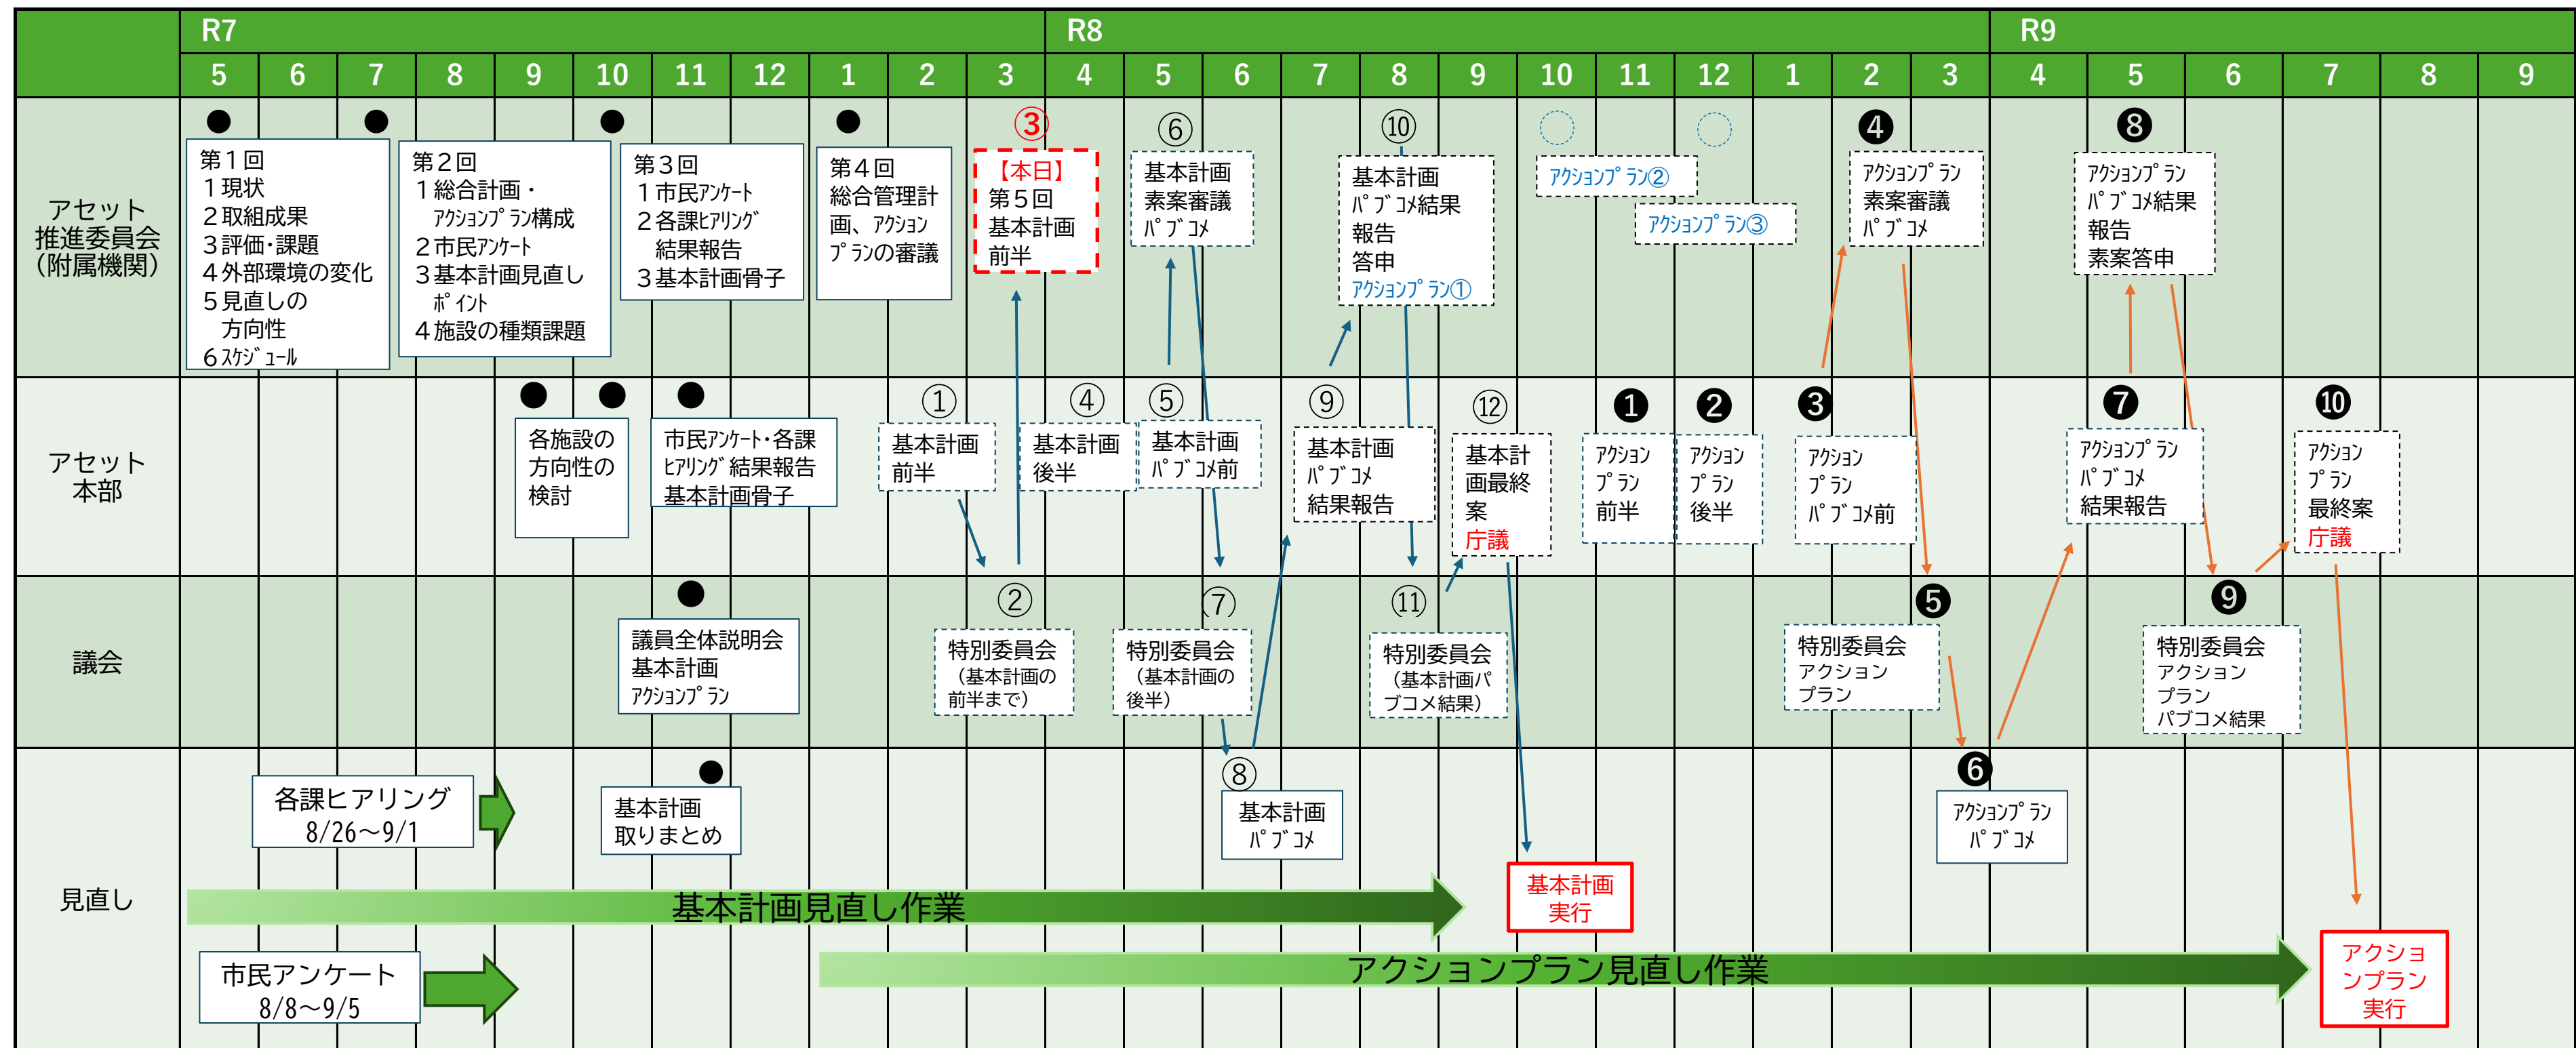 R7
R8
R9
5 6 7 8 9 10 11 12 1 2 3 4 5 6 7 8 9 10 11 12 1 2 3 4 5 6 7 8 9
アセット
推進委員会
（附属機関）
●
第１回
１現状
２取組成果
３評価･課題
４外部環境の変化
５見直しの
方向性
６ｽｹｼﾞｭｰﾙ
●
第２回
１総合計画・
ｱｸｼｮﾝﾌﾟﾗﾝ構成
２市民ｱﾝｹｰﾄ
３基本計画見直し
ﾎﾟｲﾝﾄ
４施設の種類課題
●
第３回
１市民ｱﾝｹｰﾄ
２各課ﾋｱﾘﾝｸﾞ
結果報告
３基本計画骨子
●
第４回
総合管理計
画、ｱｸｼｮﾝ
ﾌﾟﾗﾝの審議
③
【本日】
第５回
基本計画
前半
⑥
基本計画
素案審議
ﾊﾟﾌﾞｺﾒ
⑩
基本計画
ﾊﾟﾌﾞｺﾒ結果
報告
答申
ｱｸｼｮﾝﾌﾟﾗﾝ①
ｱｸｼｮﾝﾌﾟﾗﾝ②
ｱｸｼｮﾝﾌﾟﾗﾝ③
❹
ｱｸｼｮﾝﾌﾟﾗﾝ
素案審議
ﾊﾟﾌﾞｺﾒ
❽
ｱｸｼｮﾝﾌﾟﾗﾝ
ﾊﾟﾌﾞｺﾒ結果
報告
素案答申
アセット
本部
●
●
各施設の
方向性の
検討
●
市民ｱﾝｹｰﾄ･各課
ﾋｱﾘﾝｸﾞ結果報告
基本計画骨子
①
基本計画
前半
④
基本計画
後半
⑤
基本計画
ﾊﾟﾌﾞｺﾒ前
⑨
基本計画
ﾊﾟﾌﾞｺﾒ
結果報告
⑫
基本計
画最終
案
庁議
❶
ｱｸｼｮﾝ
ﾌﾟﾗﾝ
前半
❷
ｱｸｼｮﾝ
ﾌﾟﾗﾝ
後半
❸
ｱｸｼｮﾝ
ﾌﾟﾗﾝ
ﾊﾟﾌﾞｺﾒ前
❼
ｱｸｼｮﾝﾌﾟﾗﾝ
ﾊﾟﾌﾞｺﾒ
結果報告
❿
ｱｸｼｮﾝ
ﾌﾟﾗﾝ
最終案
庁議
議会
●
議員全体説明会
基本計画
ｱｸｼｮﾝﾌﾟﾗﾝ
②
特別委員会
（基本計画の
前半まで）
⑦
特別委員会
（基本計画の
後半）
⑪
特別委員会
（基本計画パ
ブコメ結果）
❺
特別委員会
アクション
プラン
❾
特別委員会
アクション
プラン
パブコメ結果
見直し
各課ヒアリング
8/26～9/1
●
基本計画
取りまとめ
⑧
基本計画
ﾊﾟﾌﾞｺﾒ
❻
ｱｸｼｮﾝﾌﾟﾗﾝ
ﾊﾟﾌﾞｺﾒ
基本計画見直し作業
基本計画
実行
市民アンケート
8/8～9/5
アクションプラン見直し作業
アクショ
ンプラン
実行